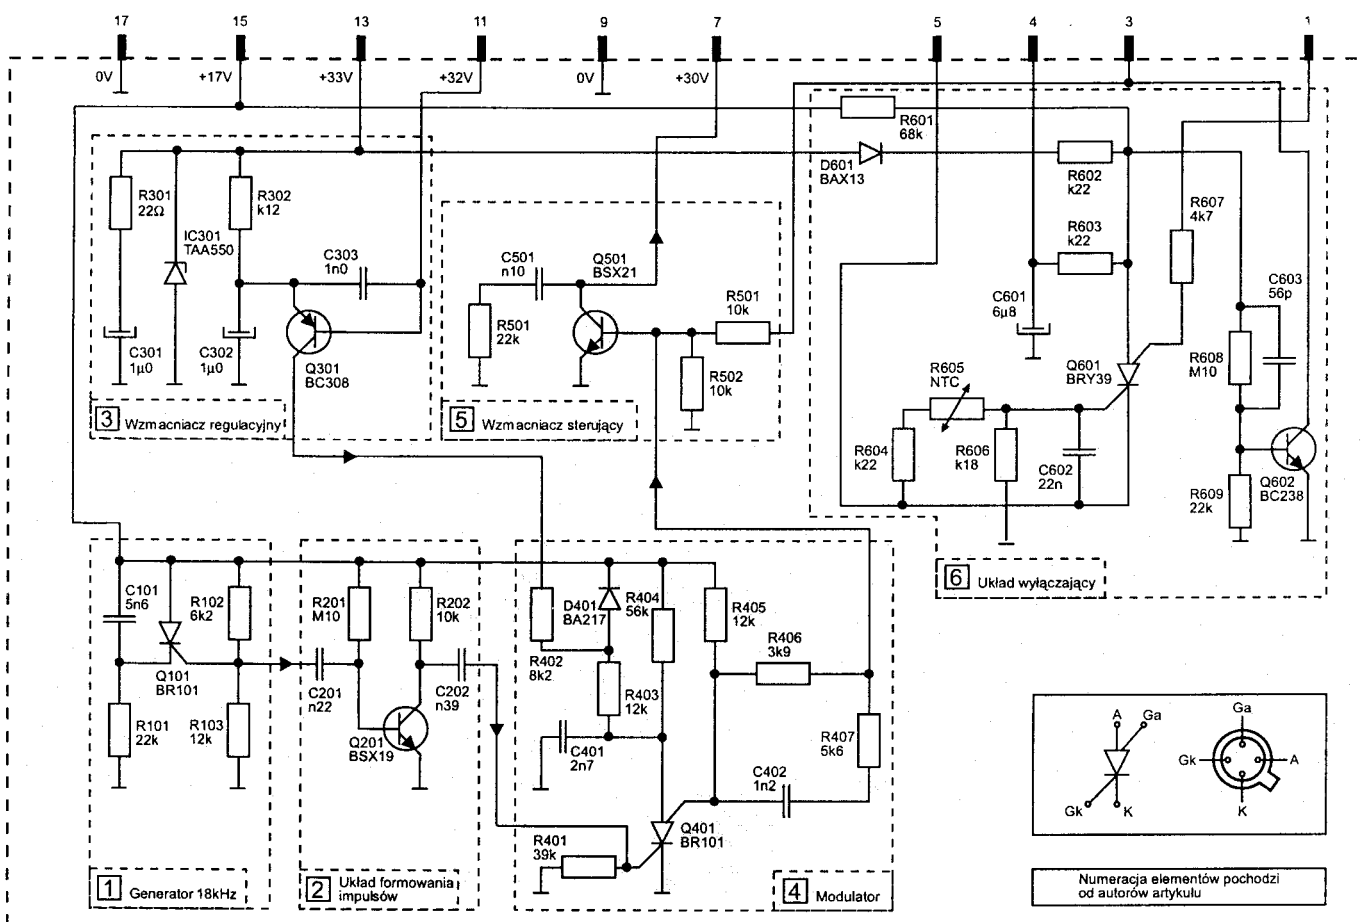 17
15
13
11
9
7
5
4
3
1
0V
+17V
+33V
+32V
0V
+30V
R601
68k
D601
BAX13
R602
k22
R603
k22
R607
4k7
R301
22Ω
R302
k12
IC301
TAA550
C303
1n0
C301
1µ0
C302
1µ0
Q301
BC308
3 Wzmacniacz regulacyjny
C501
n10
Q501
BSX21
R501
10k
R501
22k
R502
10k
5 Wzmacniacz sterujący
C601
6µ8
R605
NTC
Q601
BRY39
C603
56p
R608
M10
R604
k22
R606
k18
C602
22n
R609
22k
Q602
BC238
6 Układ wyłączający
C101
5n6
R102
6k2
Q101
BR101
R101
22k
R103
12k
1 Generator 18kHz
R201
M10
R202
10k
C201
n22
C202
n39
Q201
BSX19
2 Układ formowania
impulsów
D401
BA217
R404
56k
R405
12k
R406
3k9
R402
8k2
R403
12k
R407
5k6
C401
2n7
C402
1n2
R401
39k
Q401
BR101
4 Modulator
A
Ga
Gk
K
Ga
Gk
A
K
Numeracja elementów pochodzi
od autorów artykułu